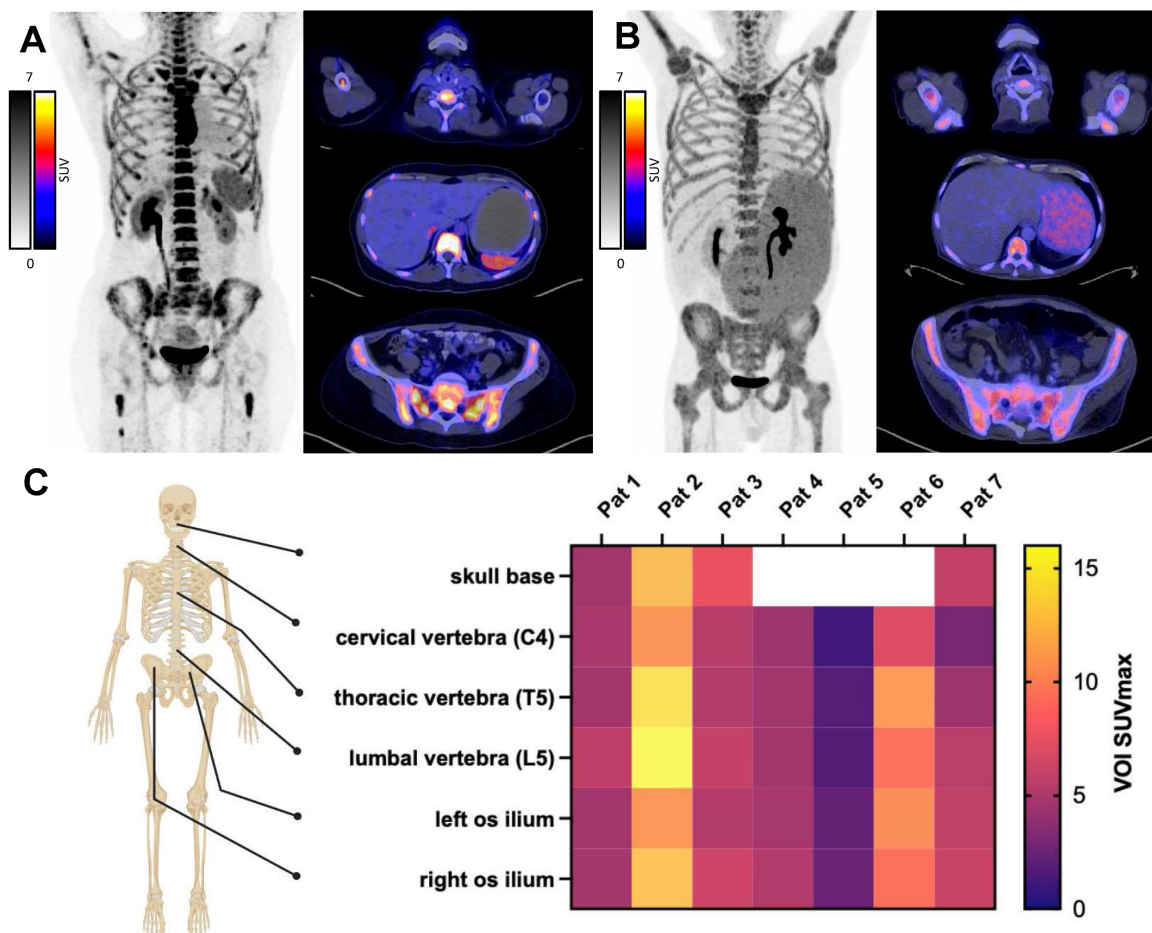 A
7
SUV
0
B
7
SUV
0
C
Pat 1
Pat 2
Pat 3
Pat 4
Pat 5
Pat 6
Pat 7
skull base
cervical vertebra (C4)
thoracic vertebra (T5)
lumbal vertebra (L5)
left os ilium
right os ilium
15
10
5
0
VOI SUVmax